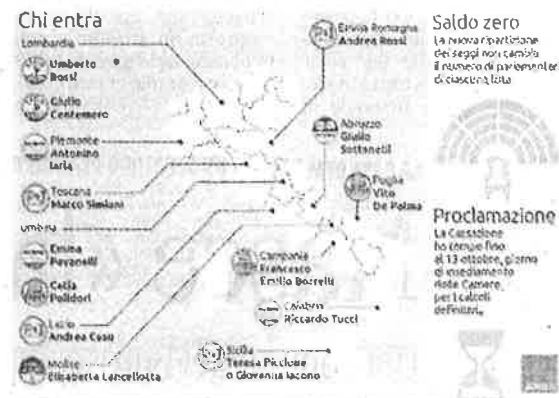 Chi entra
Lombardia
Umberto
Bossi
Giulio
Centemero
Piemonte
Antonino
Iaria
Toscana
Marco Simiani
Umbria
Emma
Pavanelli
Catia
Polidori
Lazio
Andrea Casu
Molise
Elisabetta Lancellotta
Emilia Romagna
Andrea Rossi
Abruzzo
Giulio
Sottanelli
Puglia
Vito
De Palma
Campania
Francesco
Emilio Borrelli
Calabria
Riccardo Tucci
Sicilia
Teresa Piccione
o Giovanna Iacono
Saldo zero
La nuova ripartizione
dei seggi non cambia
il numero di parlamentari
di ciascuna lista
Proclamazione
La Cassazione
ha tempo fino
al 13 ottobre, giorno
di insediamento
delle Camere,
per i calcoli
definitivi